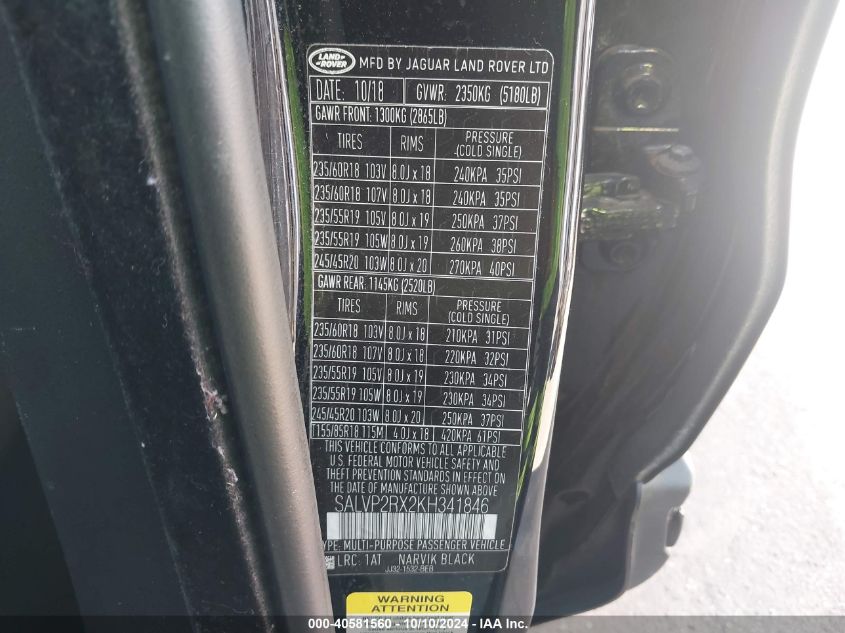 LAND
ROVER
MFD BY JAGUAR LAND ROVER LTD
DATE: 10/18 GVWR: 2350KG (5180LB)
GAWR FRONT: 1300KG (2865LB)
TIRES RIMS PRESSURE (COLD SINGLE)
235/60R18 103V 8.0J x 18 240KPA 35PSI
235/60R18 107V 8.0J x 18 240KPA 35PSI
235/55R19 105V 8.0J x 19 250KPA 37PSI
235/55R19 105W 8.0J x 19 260KPA 38PSI
245/45R20 103W 8.0J x 20 270KPA 40PSI
GAWR REAR: 1145KG (2520LB)
TIRES RIMS PRESSURE (COLD SINGLE)
235/60R18 103V 8.0J x 18 210KPA 31PSI
235/60R18 107V 8.0J x 18 220KPA 32PSI
235/55R19 105V 8.0J x 19 230KPA 34PSI
235/55R19 105W 8.0J x 19 230KPA 34PSI
245/45R20 103W 8.0J x 20 250KPA 37PSI
T155/85R18 115M 4.0J x 18 420KPA 61PSI
THIS VEHICLE CONFORMS TO ALL APPLICABLE
U.S. FEDERAL MOTOR VEHICLE SAFETY AND
THEFT PREVENTION STANDARDS IN EFFECT ON
THE DATE OF MANUFACTURE SHOWN ABOVE
SALVP2RX2KH341846
TYPE: MULTI-PURPOSE PASSENGER VEHICLE
LRC: 1AT NARVIK BLACK
JJ32-1532-BEB
WARNING
ATTENTION
000-40581560 - 10/10/2024 - IAAI.com